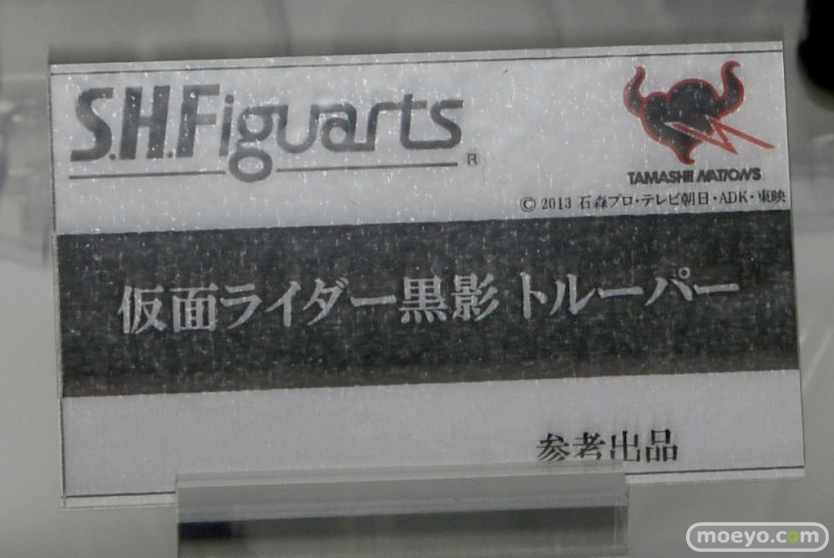 S.H.Figuarts®
TAMASHII NATIONS
© 2013 石森プロ・テレビ朝日・ADK・東映
仮面ライダー黒影 トルーパー
参考出品
moeyo.com